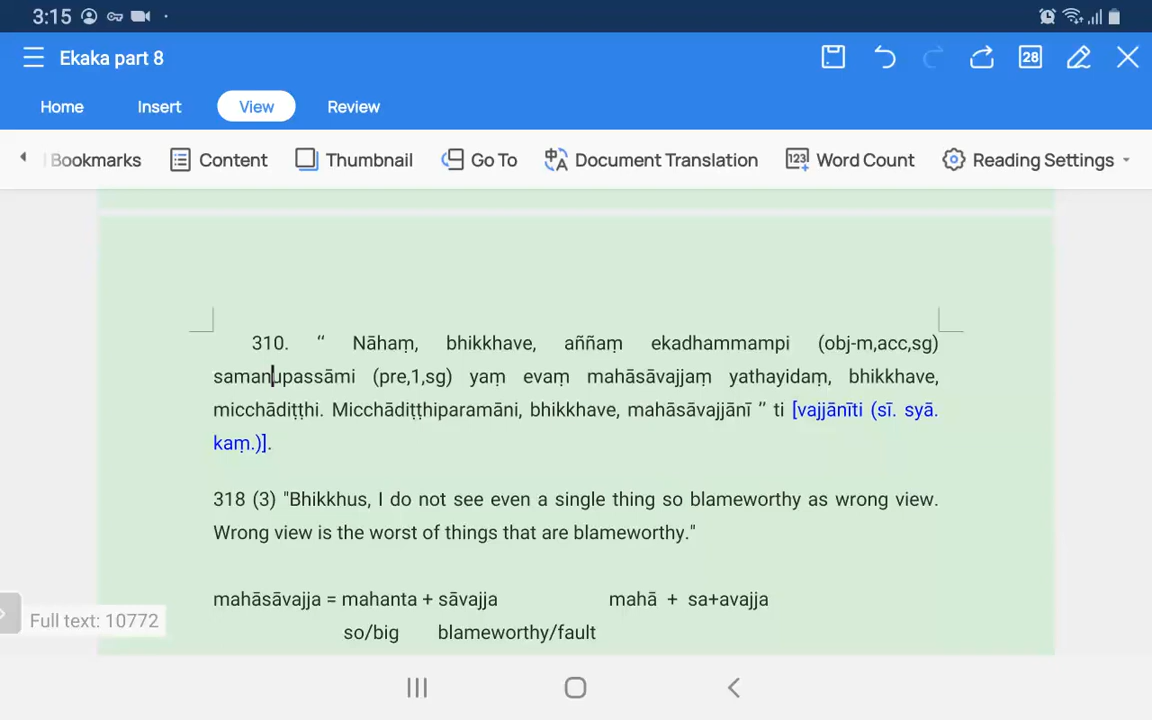 3:15
Ekaka part 8
28
Home Insert View Review
Bookmarks Content Thumbnail Go To Document Translation Word Count Reading Settings
310. “ Nāhaṃ, bhikkhave, aññaṃ ekadhammampi (obj-m,acc,sg)
samanupassāmi (pre,1,sg) yaṃ evaṃ mahāsāvajjaṃ yathayidaṃ, bhikkhave,
micchādiṭṭhi. Micchādiṭṭhiparamāni, bhikkhave, mahāsāvajjānī ” ti [vajjānīti (sī. syā.
kaṃ.)].
318 (3) "Bhikkhus, I do not see even a single thing so blameworthy as wrong view.
Wrong view is the worst of things that are blameworthy."
mahāsāvajja = mahanta + sāvajja mahā + sa+avajja
Full text: 10772
so/big blameworthy/fault